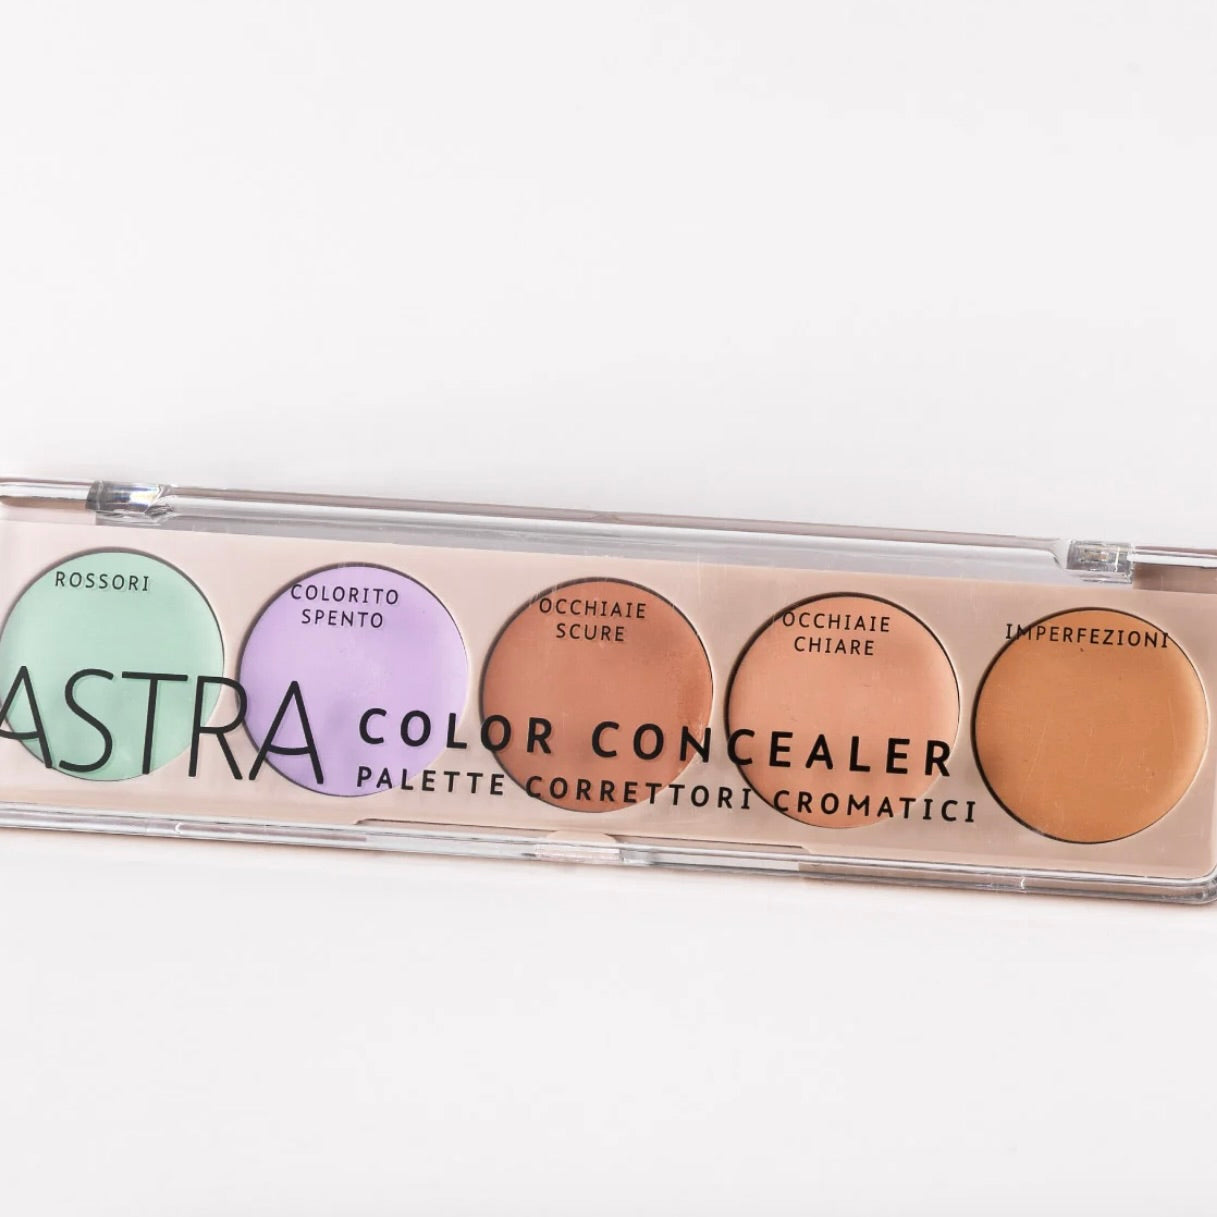 ROSSORI
COLORITO
SPENTO
OCCHIAIE
SCURE
OCCHIAIE
CHIARE
IMPERFEZIONI
ASTRA
COLOR CONCEALER
PALETTE CORRETTORI CROMATICI